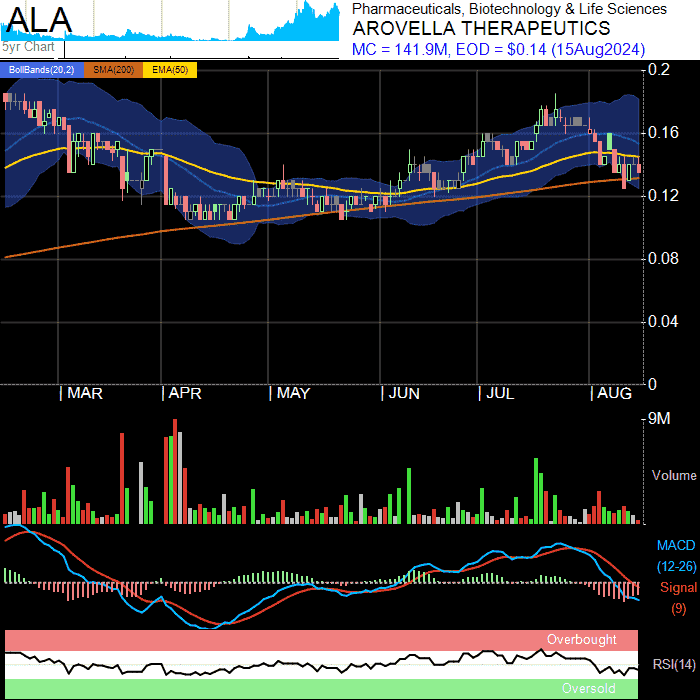 ALA
5yr Chart
Pharmaceuticals, Biotechnology & Life Sciences
AROVELLA THERAPEUTICS
MC = 141.9M, EOD = $0.14 (15Aug2024)
BollBands(20,2) SMA(200) EMA(50)
0.2
0.16
0.12
0.08
0.04
0
MAR APR MAY JUN JUL AUG
9M
Volume
MACD
(12-26)
Signal
(9)
Overbought
RSI(14)
Oversold